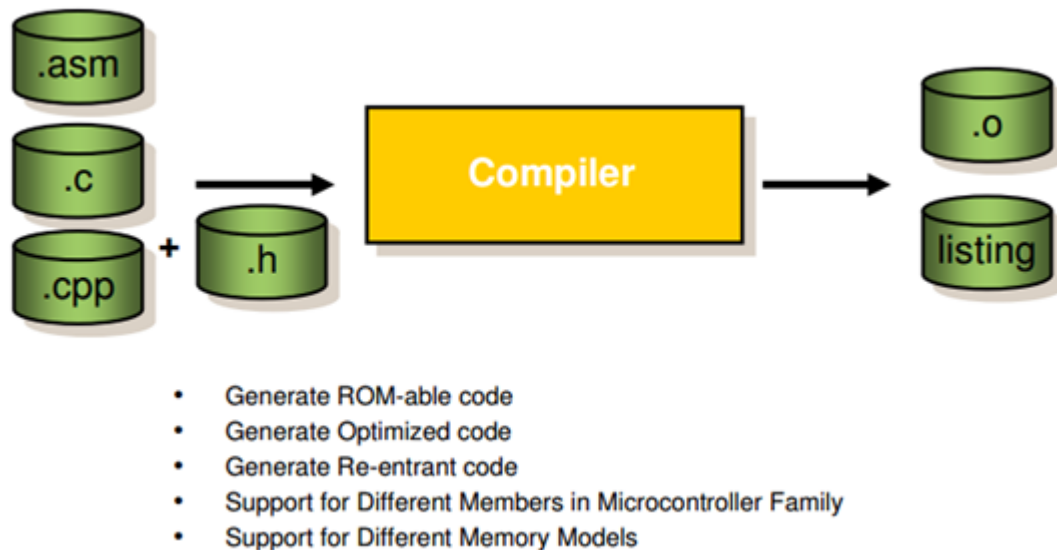 .asm
.c
.cpp
+
.h
Compiler
.o
listing
• Generate ROM-able code
• Generate Optimized code
• Generate Re-entrant code
• Support for Different Members in Microcontroller Family
• Support for Different Memory Models